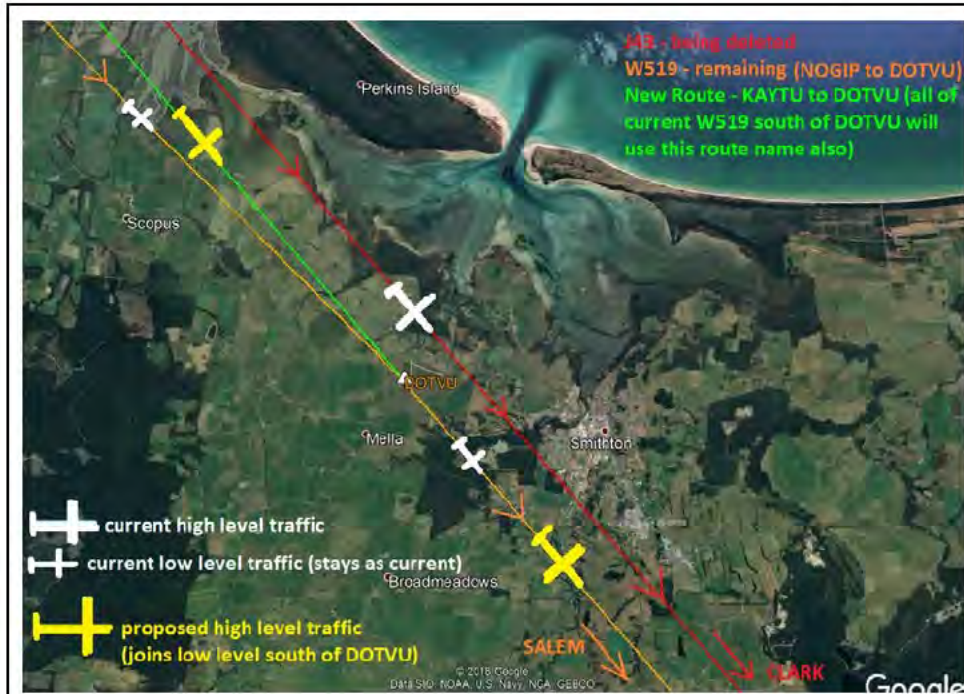 J43 - being deleted
W519 - remaining (NOGIP to DOTVU)
New Route - KAYTU to DOTVU (all of
current W519 south of DOTVU will
use this route name also)
Perkins Island
Scopus
DOTVU
Mella
Smithton
current high level traffic
current low level traffic (stays as current)
Broadmeadows
proposed high level traffic
(joins low level south of DOTVU)
SALEM
CLARK
© 2018 Google
Data SIO, NOAA, U.S. Navy, NGA, GEBCO
Google